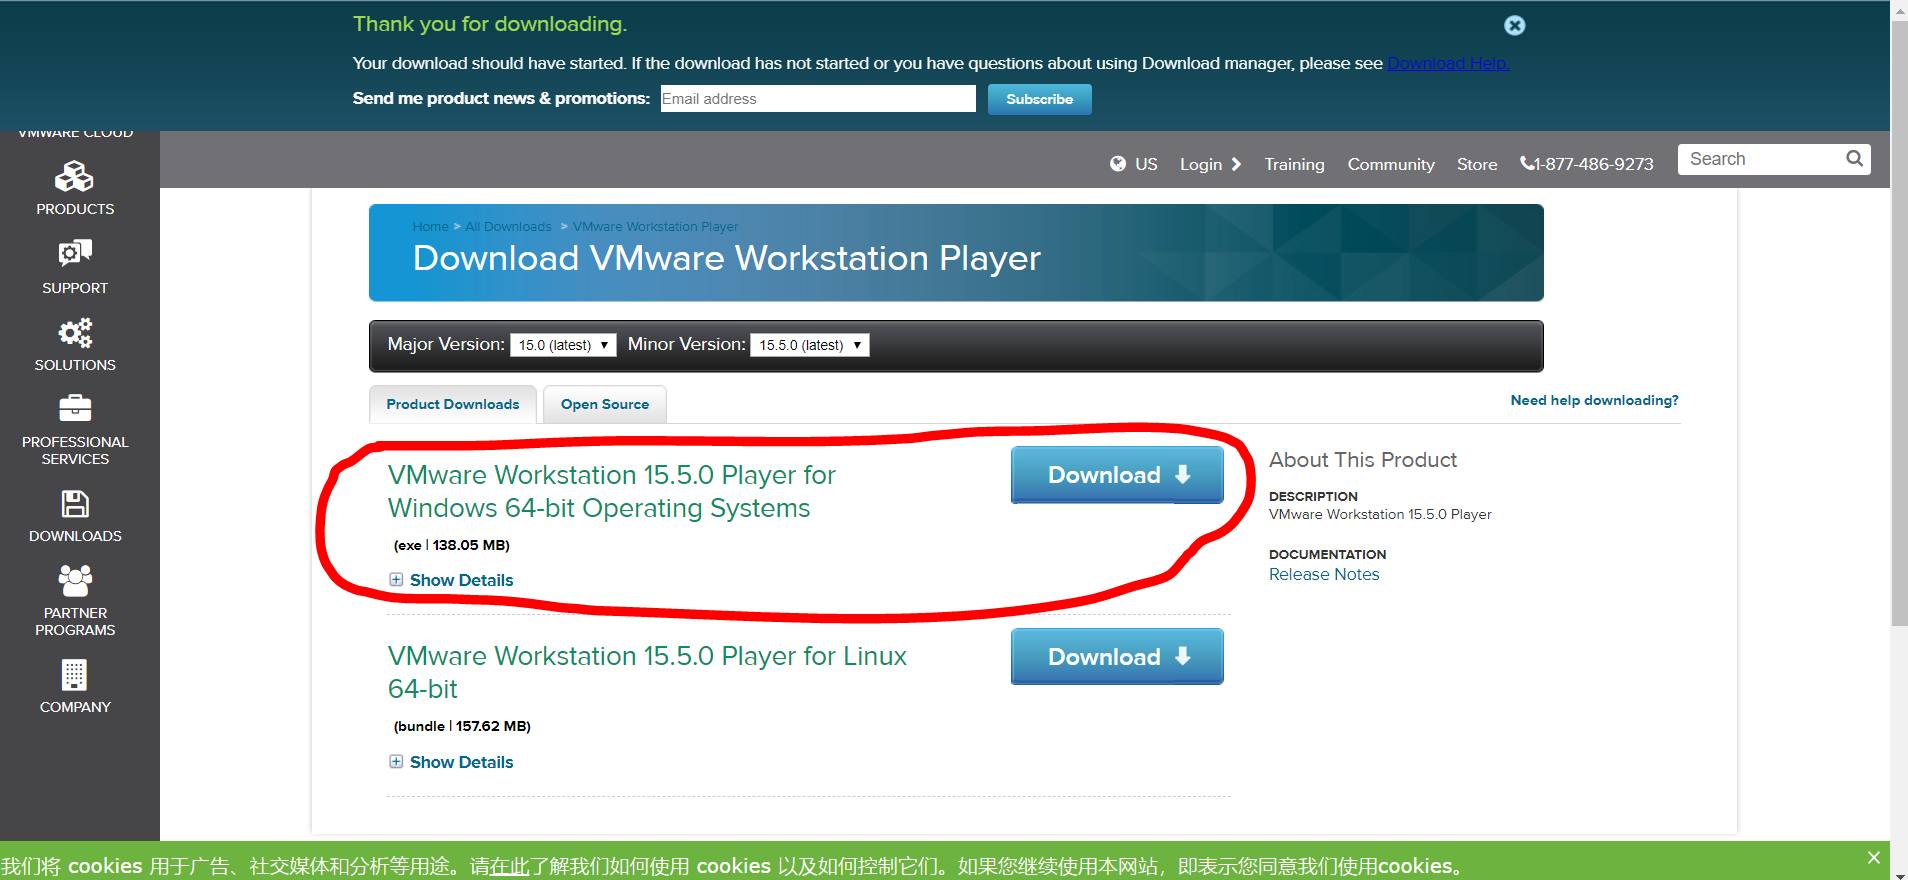 Thank you for downloading.
Your download should have started. If the download has not started or you have questions about using Download manager, please see Download Help.
Send me product news & promotions: Email address Subscribe
VMWARE CLOUD
US Login Training Community Store 1-877-486-9273 Search
PRODUCTS
SUPPORT
SOLUTIONS
PROFESSIONAL
SERVICES
DOWNLOADS
PARTNER
PROGRAMS
COMPANY
Home > All Downloads > VMware Workstation Player
Download VMware Workstation Player
Major Version: 15.0 (latest) Minor Version: 15.5.0 (latest)
Product Downloads Open Source Need help downloading?
VMware Workstation 15.5.0 Player for
Windows 64-bit Operating Systems
(exe | 138.05 MB)
Show Details
Download
About This Product
DESCRIPTION
VMware Workstation 15.5.0 Player
DOCUMENTATION
Release Notes
VMware Workstation 15.5.0 Player for Linux
64-bit
(bundle | 157.62 MB)
Show Details
Download
我们将 cookies 用于广告、社交媒体和分析等用途。请在此了解我们如何使用 cookies 以及如何控制它们。如果您继续使用本网站，即表示您同意我们使用cookies。